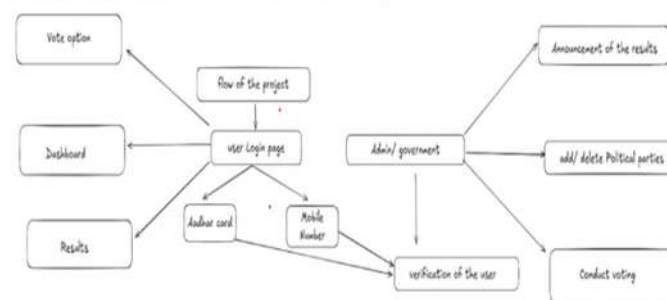 Vote option
Announcement of the results
flow of the project
Dashboard
user Login page
Admin/ government
add/ delete Political parties
Aadhar card
Mobile
Number
Results
verification of the user
Conduct voting